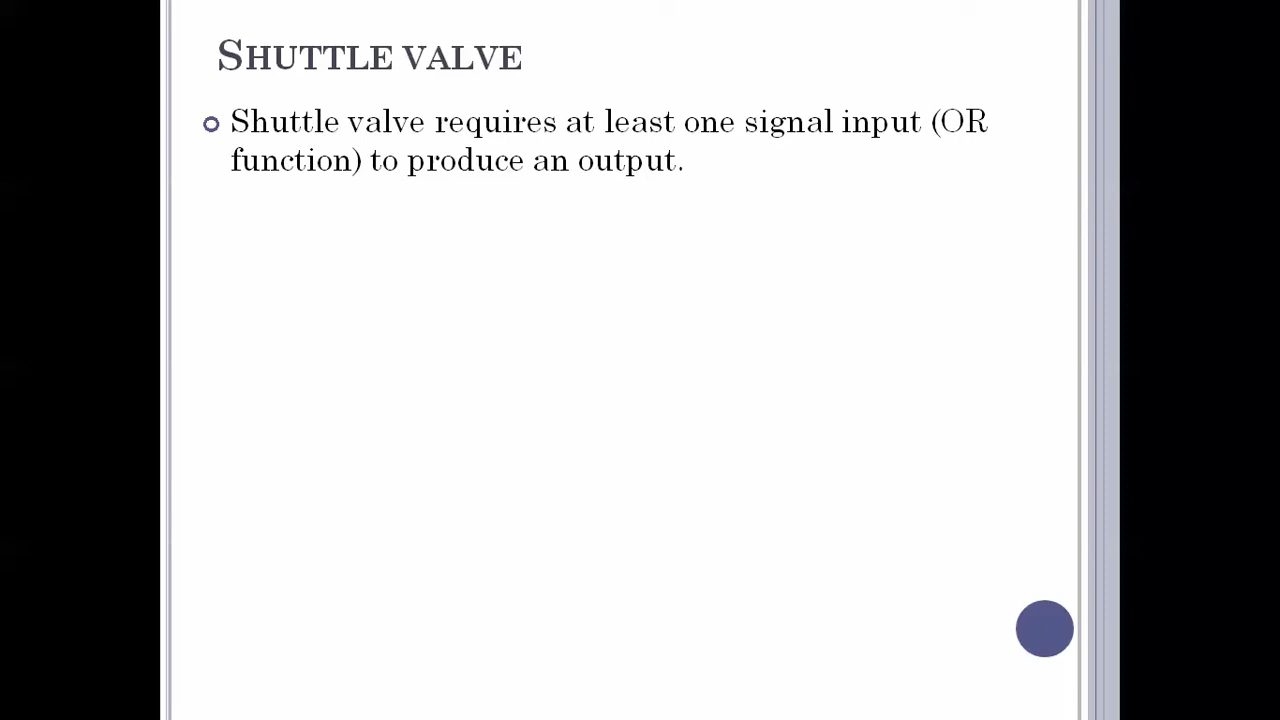 SHUTTLE VALVE
Shuttle valve requires at least one signal input (OR
function) to produce an output.